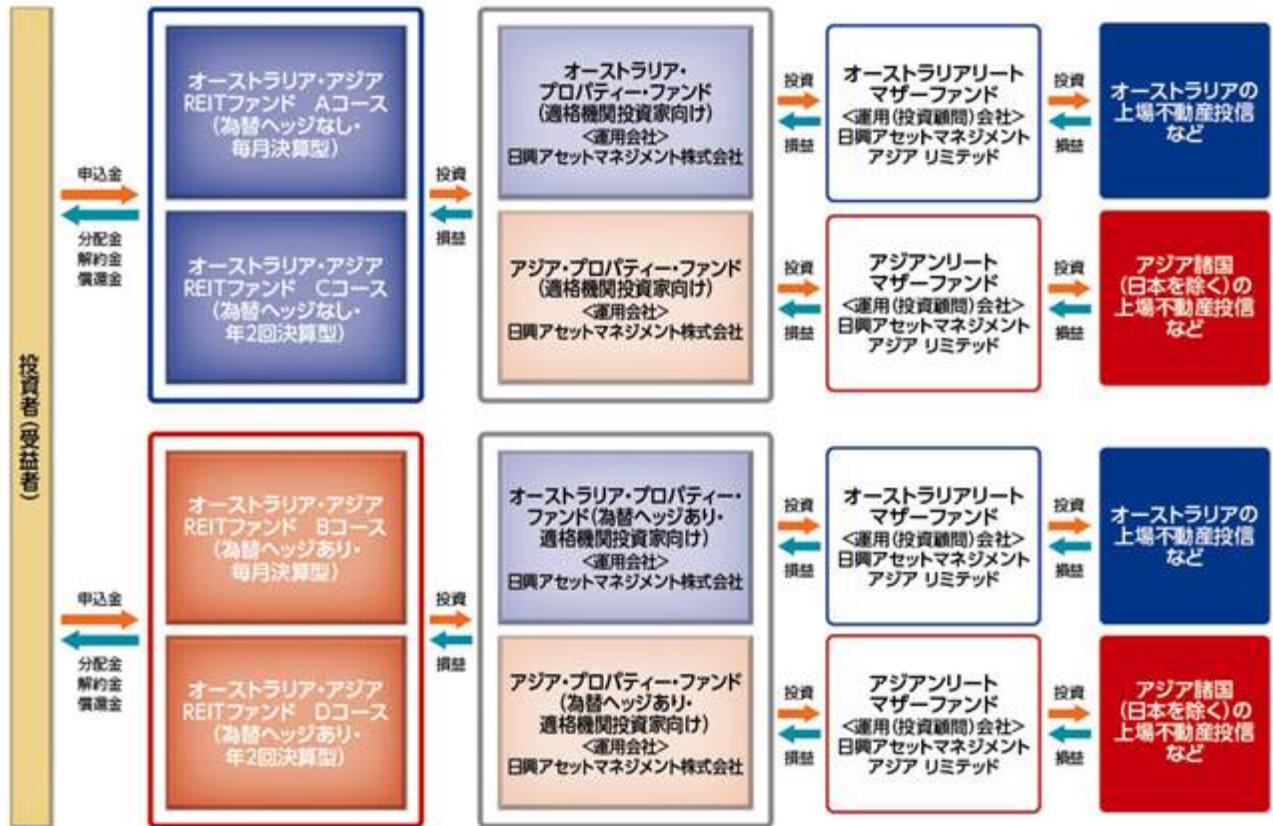 投資者(受益者)
申込金
分配金
解約金
償還金
オーストラリア・アジア
REITファンド Aコース
(為替ヘッジなし・
毎月決算型)
オーストラリア・アジア
REITファンド Cコース
(為替ヘッジなし・
年2回決算型)
投資
損益
オーストラリア・
プロパティー・ファンド
(適格機関投資家向け)
<運用会社>
日興アセットマネジメント株式会社
アジア・プロパティー・ファンド
(適格機関投資家向け)
<運用会社>
日興アセットマネジメント株式会社
投資
損益
オーストラリアリート
マザーファンド
<運用(投資顧問)会社>
日興アセットマネジメント
アジア リミテッド
投資
損益
オーストラリアの
上場不動産投信
など
投資
損益
アジアンリート
マザーファンド
<運用(投資顧問)会社>
日興アセットマネジメント
アジア リミテッド
投資
損益
アジア諸国
(日本を除く)の
上場不動産投信
など
申込金
分配金
解約金
償還金
オーストラリア・アジア
REITファンド Bコース
(為替ヘッジあり・
毎月決算型)
オーストラリア・アジア
REITファンド Dコース
(為替ヘッジあり・
年2回決算型)
投資
損益
オーストラリア・プロパティー・
ファンド(為替ヘッジあり・
適格機関投資家向け)
<運用会社>
日興アセットマネジメント株式会社
アジア・プロパティー・ファンド
(為替ヘッジあり・
適格機関投資家向け)
<運用会社>
日興アセットマネジメント株式会社
投資
損益
オーストラリアリート
マザーファンド
<運用(投資顧問)会社>
日興アセットマネジメント
アジア リミテッド
投資
損益
オーストラリアの
上場不動産投信
など
投資
損益
アジアンリート
マザーファンド
<運用(投資顧問)会社>
日興アセットマネジメント
アジア リミテッド
投資
損益
アジア諸国
(日本を除く)の
上場不動産投信
など